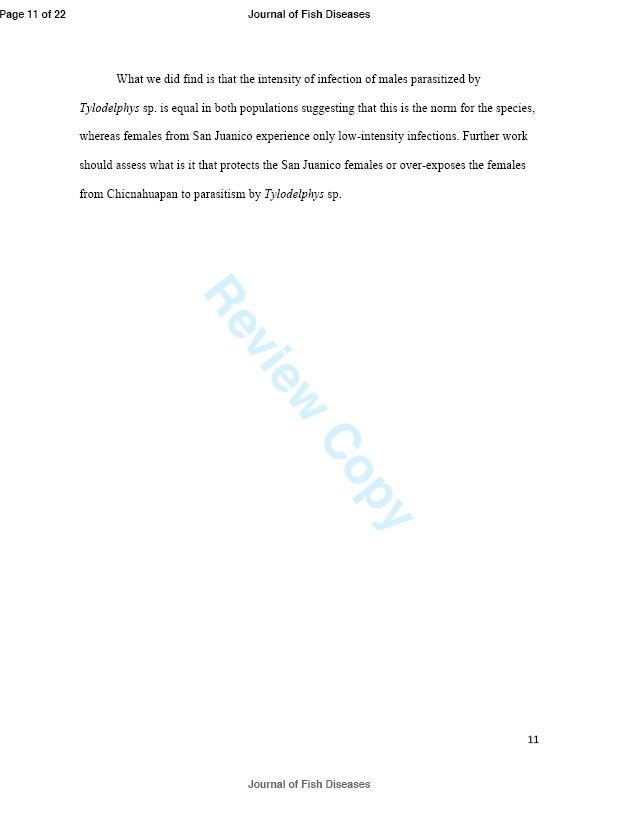 Page 11 of 22
Journal of Fish Diseases
What we did find is that the intensity of infection of males parasitized by
Tylodelphys sp. is equal in both populations suggesting that this is the norm for the species,
whereas females from San Juanico experience only low-intensity infections. Further work
should assess what is it that protects the San Juanico females or over-exposes the females
from Chicnahuapan to parasitism by Tylodelphys sp.
Review Copy
11
Journal of Fish Diseases